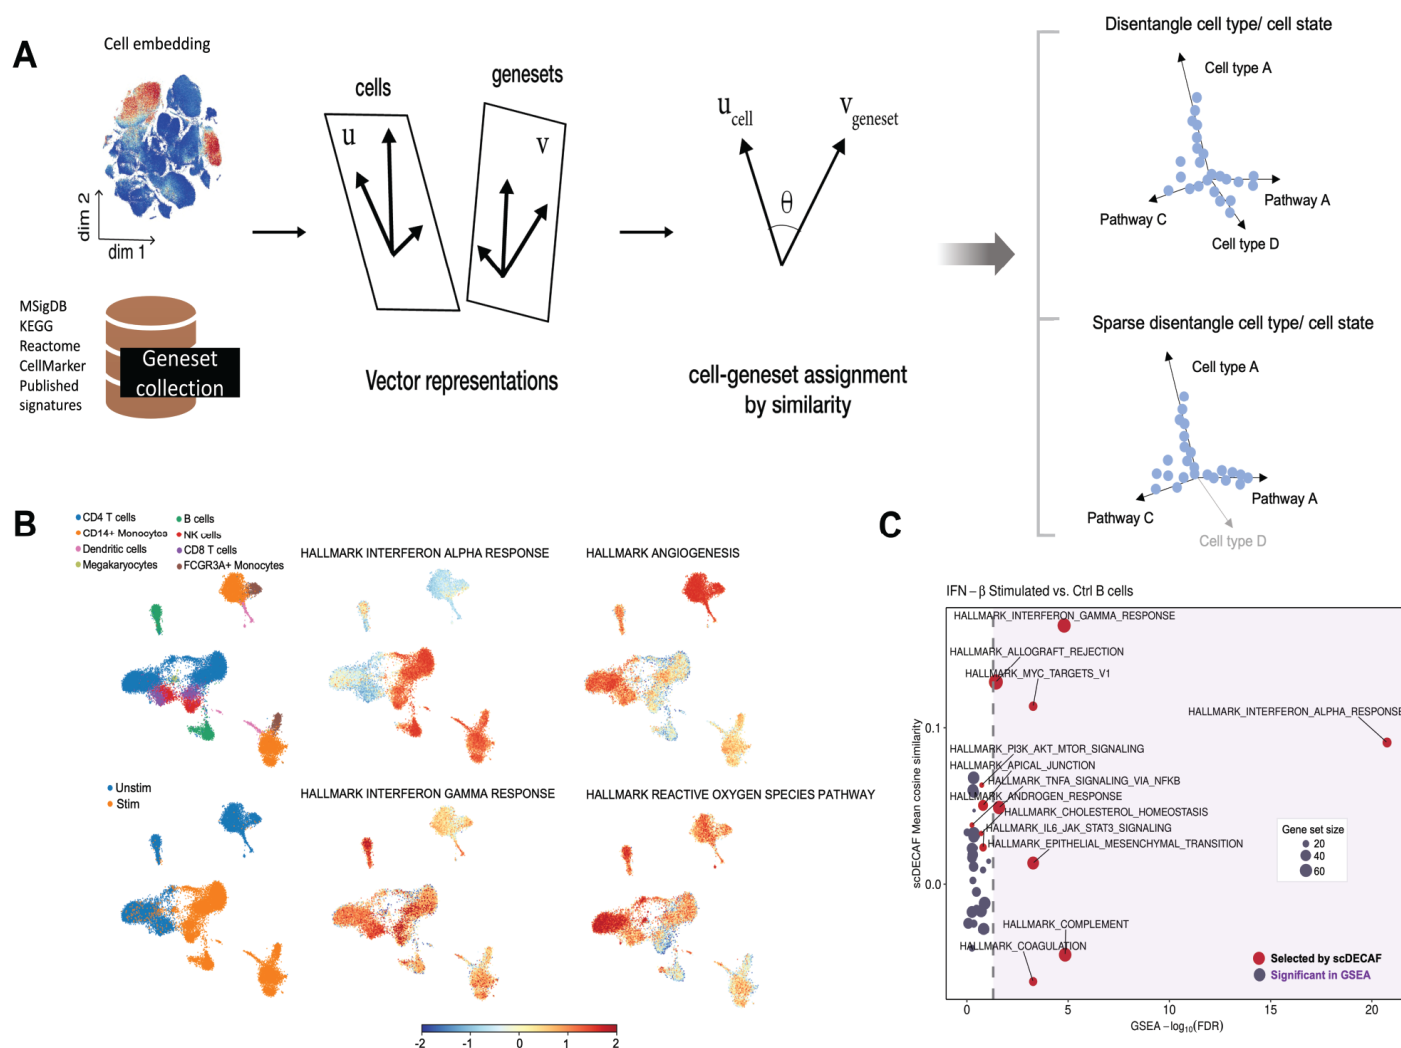 A
Cell embedding
dim 2
dim 1
MSigDB
KEGG
Reactome
CellMarker
Published
signatures
Geneset
collection
cells
u
genesets
v
Vector representations
u cell
v geneset
θ
cell-geneset assignment
by similarity
Disentangle cell type/ cell state
Cell type A
Pathway A
Pathway C
Cell type D
Sparse disentangle cell type/ cell state
Cell type A
Pathway A
Pathway C
Cell type D
B
CD4 T cells
CD14+ Monocytes
Dendritic cells
Megakaryocytes
B cells
NK cells
CD8 T cells
FCGR3A+ Monocytes
HALLMARK INTERFERON ALPHA RESPONSE
HALLMARK ANGIOGENESIS
Unstim
Stim
HALLMARK INTERFERON GAMMA RESPONSE
HALLMARK REACTIVE OXYGEN SPECIES PATHWAY
-2 -1 0 1 2
C
IFN – β Stimulated vs. Ctrl B cells
HALLMARK_INTERFERON_GAMMA_RESPONSE
HALLMARK_ALLOGRAFT_REJECTION
HALLMARK_MYC_TARGETS_V1
HALLMARK_INTERFERON_ALPHA_RESPONSE
HALLMARK_PI3K_AKT_MTOR_SIGNALING
HALLMARK_APICAL_JUNCTION
HALLMARK_TNFA_SIGNALING_VIA_NFKB
HALLMARK_ANDROGEN_RESPONSE
HALLMARK_CHOLESTEROL_HOMEOSTASIS
HALLMARK_IL6_JAK_STAT3_SIGNALING
HALLMARK_EPITHELIAL_MESENCHYMAL_TRANSITION
HALLMARK_COMPLEMENT
HALLMARK_COAGULATION
Gene set size
20
40
60
Selected by scDECAF
Significant in GSEA
scDECAF Mean cosine similarity
0.1
0.0
0 5 10 15 20
GSEA –log10(FDR)